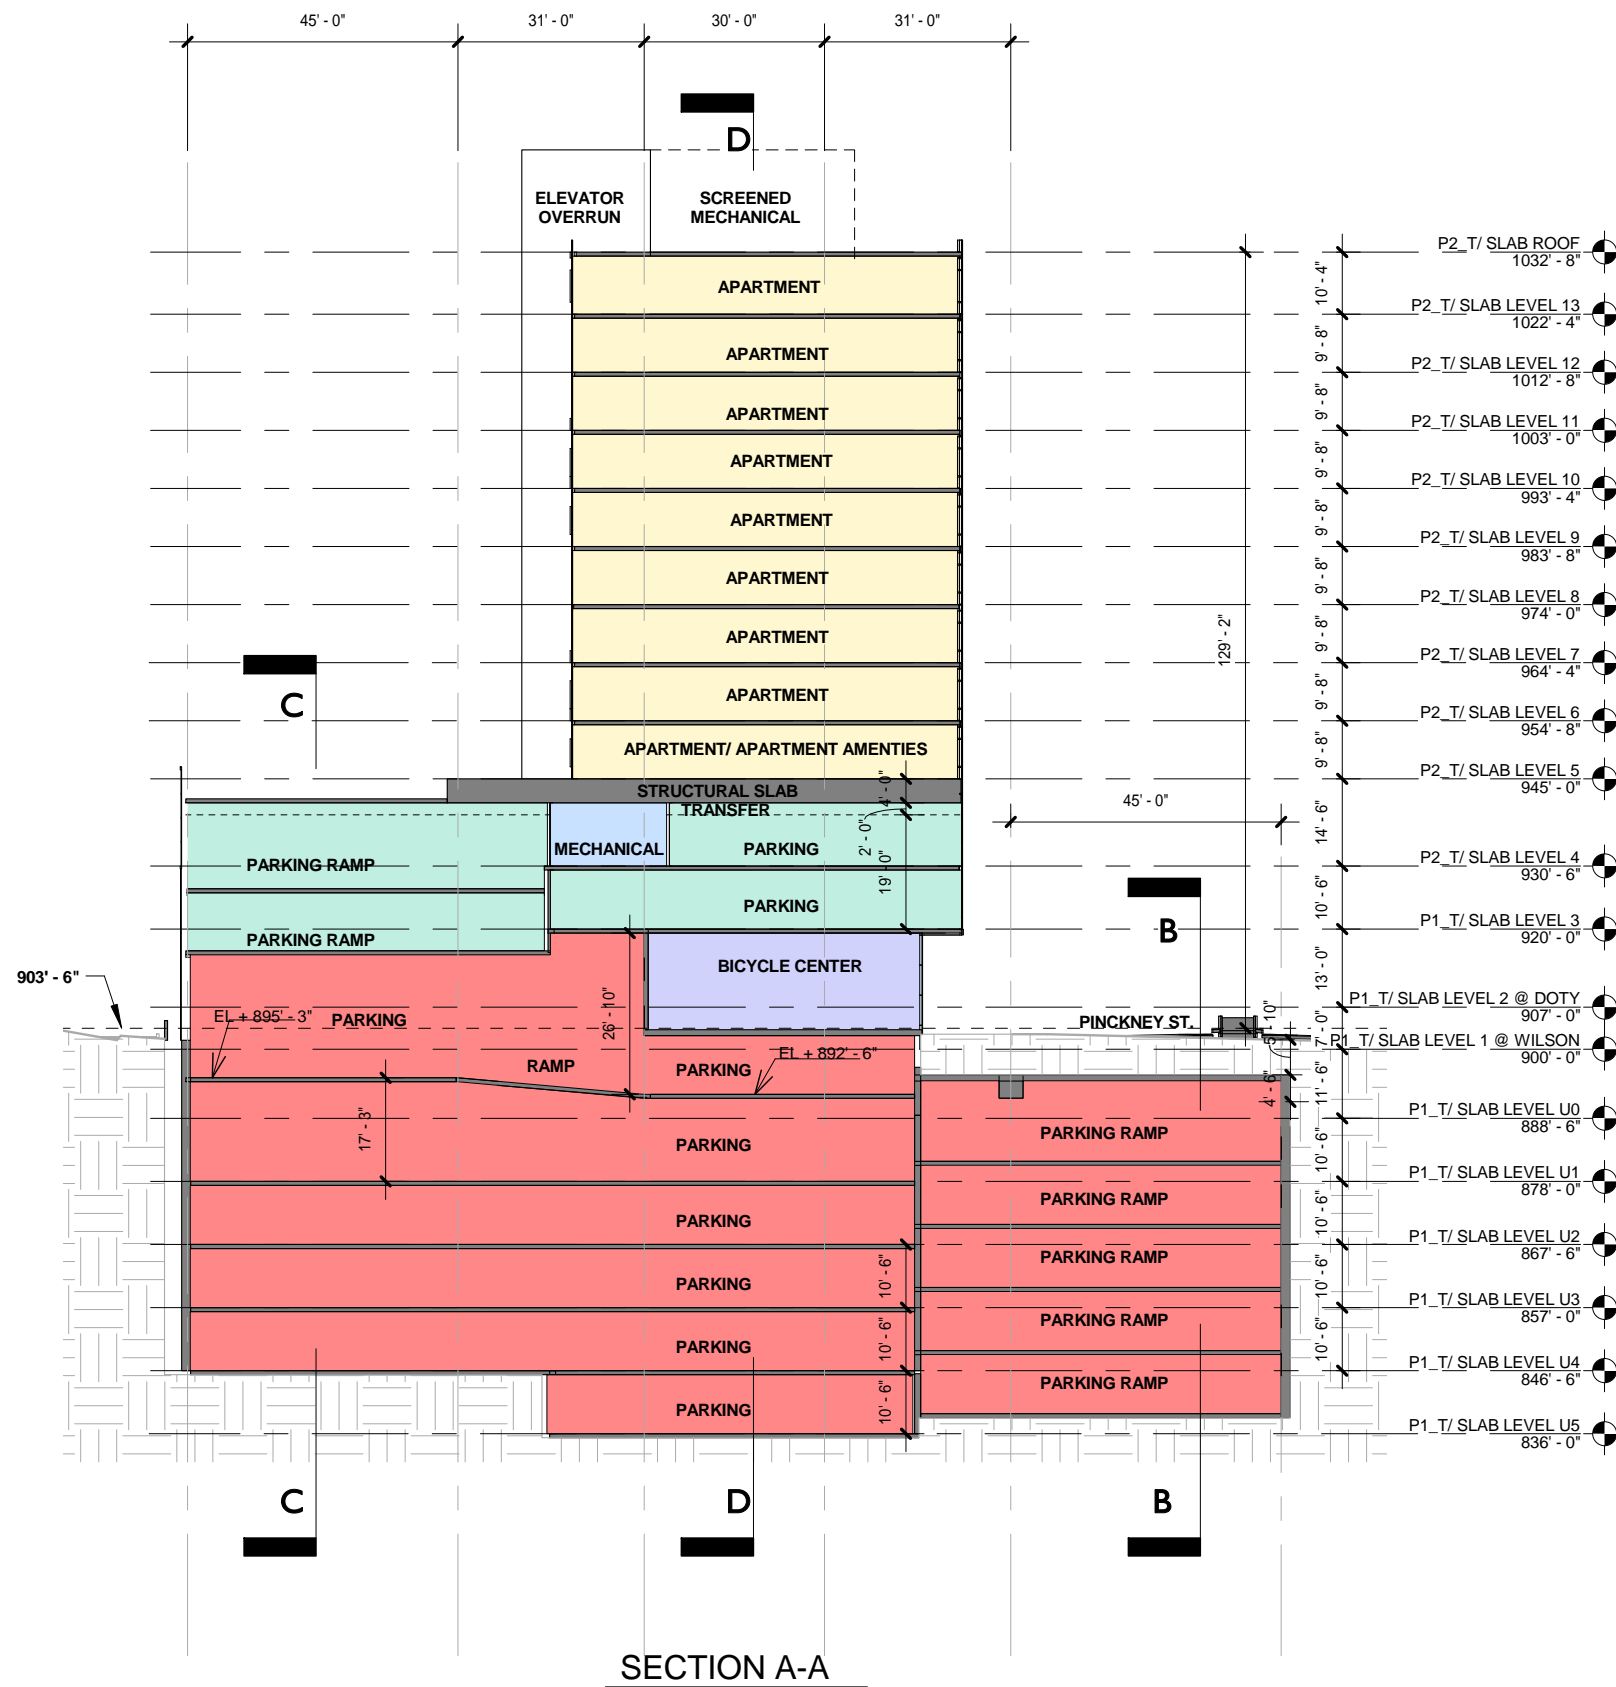 45' - 0" 31' - 0" 30' - 0" 31' - 0"
D
ELEVATOR
OVERRUN
SCREENED
MECHANICAL
P2_T/ SLAB ROOF
1032' - 8"
10' - 4"
APARTMENT
P2_T/ SLAB LEVEL 13
1022' - 4"
9' - 8"
APARTMENT
P2_T/ SLAB LEVEL 12
1012' - 8"
9' - 8"
APARTMENT
P2_T/ SLAB LEVEL 11
1003' - 0"
9' - 8"
APARTMENT
P2_T/ SLAB LEVEL 10
993' - 4"
9' - 8"
APARTMENT
P2_T/ SLAB LEVEL 9
983' - 8"
9' - 8"
APARTMENT
P2_T/ SLAB LEVEL 8
974' - 0"
129' - 2"
9' - 8"
APARTMENT
P2_T/ SLAB LEVEL 7
964' - 4"
9' - 8"
APARTMENT
C
P2_T/ SLAB LEVEL 6
954' - 8"
9' - 8"
APARTMENT/ APARTMENT AMENTIES
P2_T/ SLAB LEVEL 5
945' - 0"
STRUCTURAL SLAB
TRANSFER
4' - 0"
45' - 0"
14' - 6"
2' - 0"
MECHANICAL
PARKING
PARKING RAMP
P2_T/ SLAB LEVEL 4
930' - 6"
19' - 0"
10' - 6"
PARKING
B
P1_T/ SLAB LEVEL 3
920' - 0"
PARKING RAMP
BICYCLE CENTER
13' - 0"
903' - 6"
P1_T/ SLAB LEVEL 2 @ DOTY
907' - 0"
EL + 895' - 3"
PARKING
26' - 10"
PINCKNEY ST.
5' - 10"
7' - 0"
P1_T/ SLAB LEVEL 1 @ WILSON
900' - 0"
RAMP
EL + 892' - 6"
PARKING
4' - 6"
11' - 6"
P1_T/ SLAB LEVEL U0
888' - 6"
17' - 3"
PARKING
PARKING RAMP
10' - 6"
P1_T/ SLAB LEVEL U1
878' - 0"
PARKING
PARKING RAMP
10' - 6"
P1_T/ SLAB LEVEL U2
867' - 6"
PARKING
10' - 6"
PARKING RAMP
10' - 6"
P1_T/ SLAB LEVEL U3
857' - 0"
PARKING
10' - 6"
PARKING RAMP
10' - 6"
P1_T/ SLAB LEVEL U4
846' - 6"
PARKING
10' - 6"
PARKING RAMP
P1_T/ SLAB LEVEL U5
836' - 0"
C D B
SECTION A-A